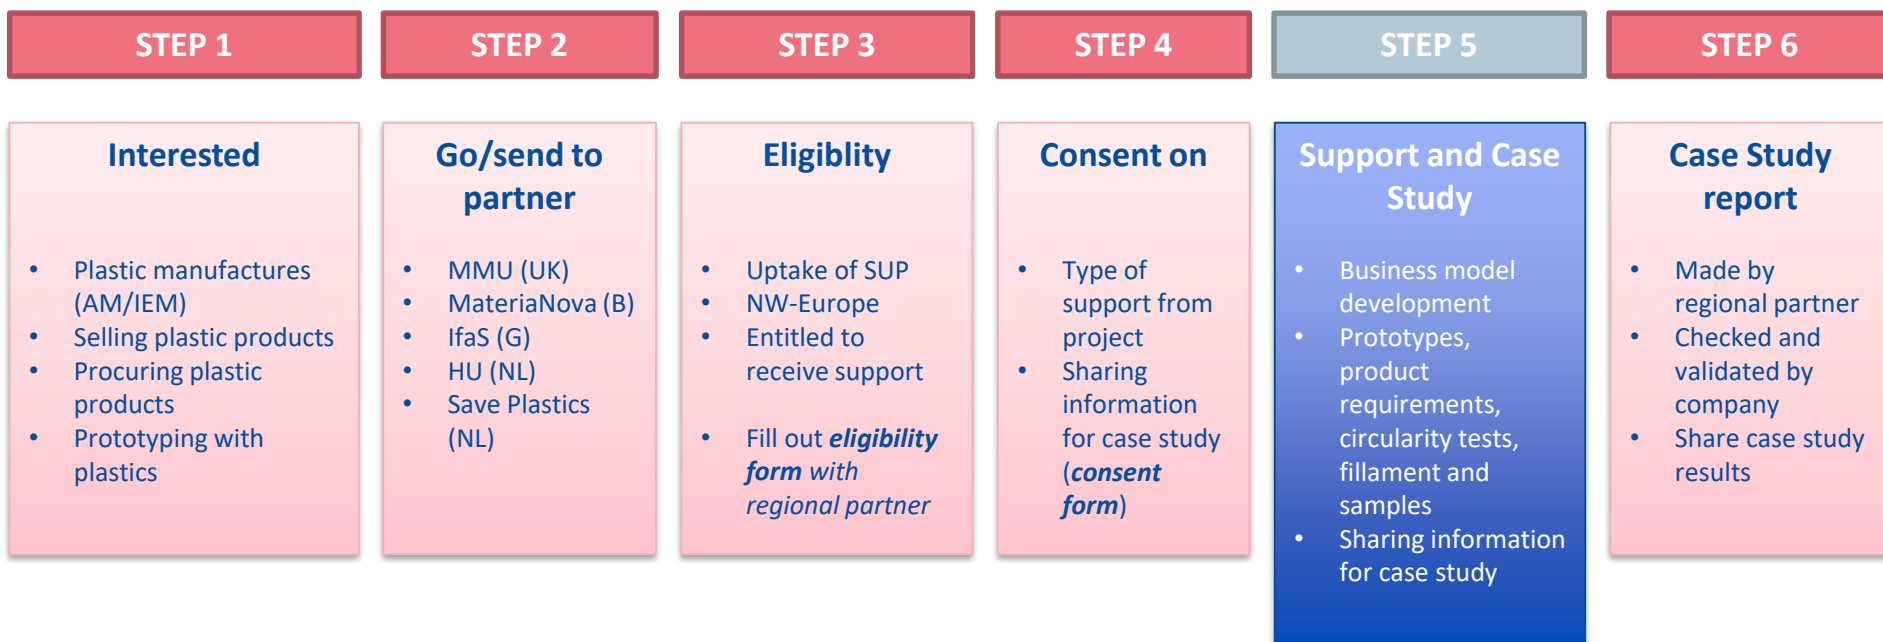 STEP 1
Interested
• Plastic manufactures
(AM/IEM)
• Selling plastic products
• Procuring plastic
products
• Prototyping with
plastics
STEP 2
Go/send to
partner
• MMU (UK)
• MateriaNova (B)
• IfaS (G)
• HU (NL)
• Save Plastics
(NL)
STEP 3
Eligiblity
• Uptake of SUP
• NW-Europe
• Entitled to
receive support
• Fill out eligibility
form with
regional partner
STEP 4
Consent on
• Type of
support from
project
• Sharing
information
for case study
(consent
form)
STEP 5
Support and Case
Study
• Business model
development
• Prototypes,
product
requirements,
circularity tests,
fillament and
samples
• Sharing information
for case study
STEP 6
Case Study
report
• Made by
regional partner
• Checked and
validated by
company
• Share case study
results